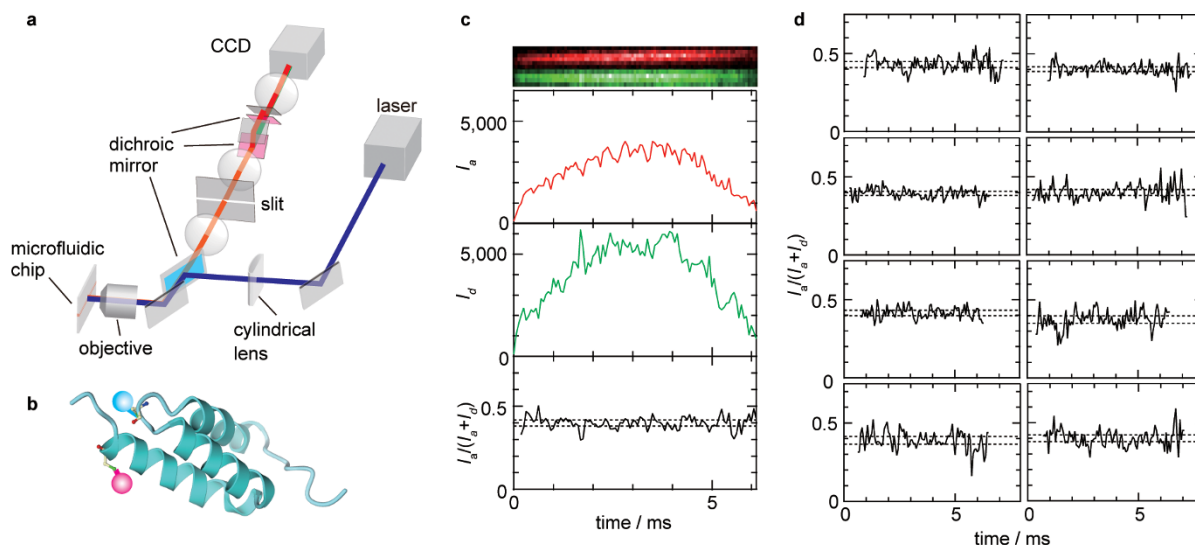 a
CCD
laser
dichroic
mirror
slit
microfluidic
chip
objective
cylindrical
lens
b
c
5,000
I_a
0
5,000
I_d
0
0.5
I_a/(I_a+I_d)
0
0
5
time / ms
d
0.5
0
0.5
0
I_a/(I_a+I_d)
0.5
0
0.5
0
0
5
0
5
time / ms